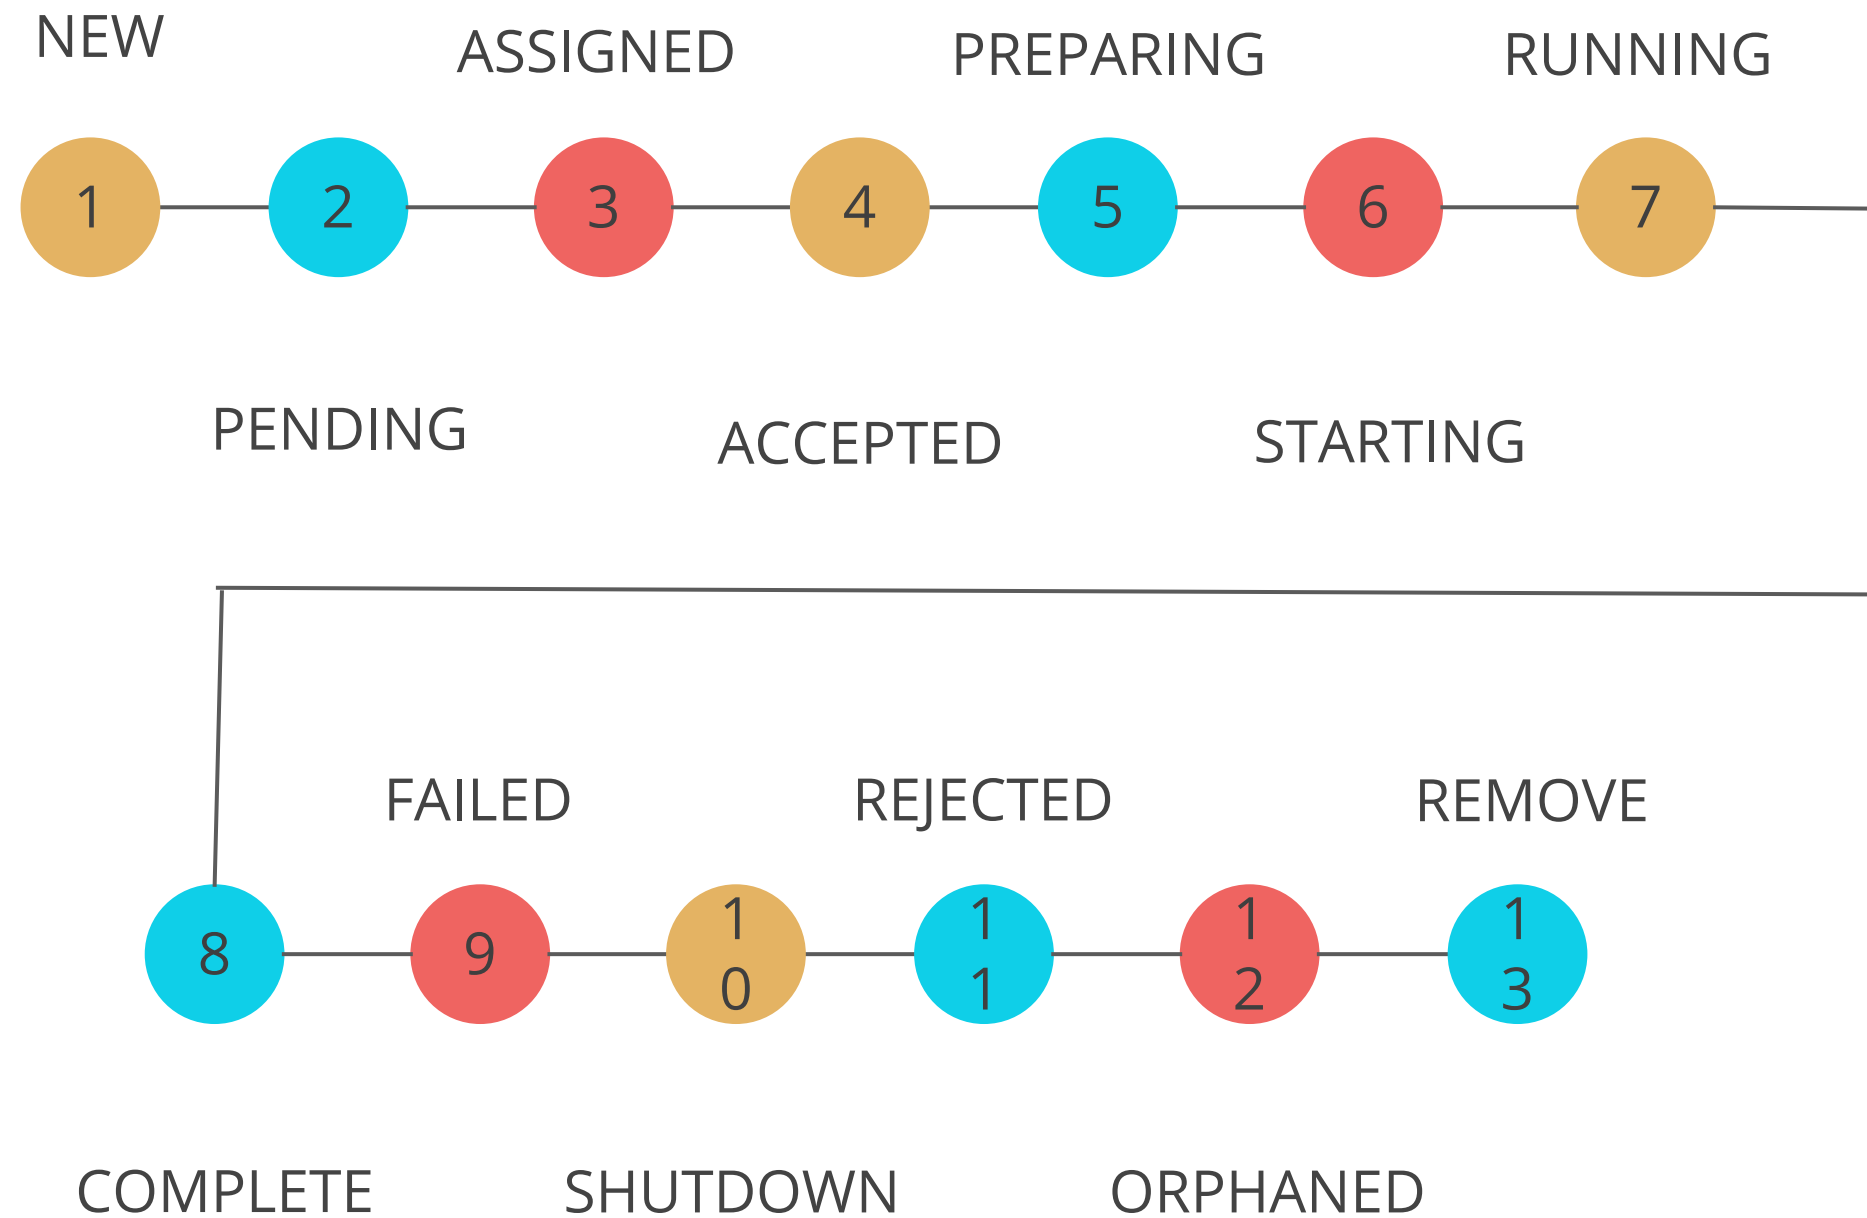 NEW
ASSIGNED
PREPARING
RUNNING
1
2
3
4
5
6
7
PENDING
ACCEPTED
STARTING
FAILED
REJECTED
REMOVE
8
9
1
0
1
1
1
2
1
3
COMPLETE
SHUTDOWN
ORPHANED